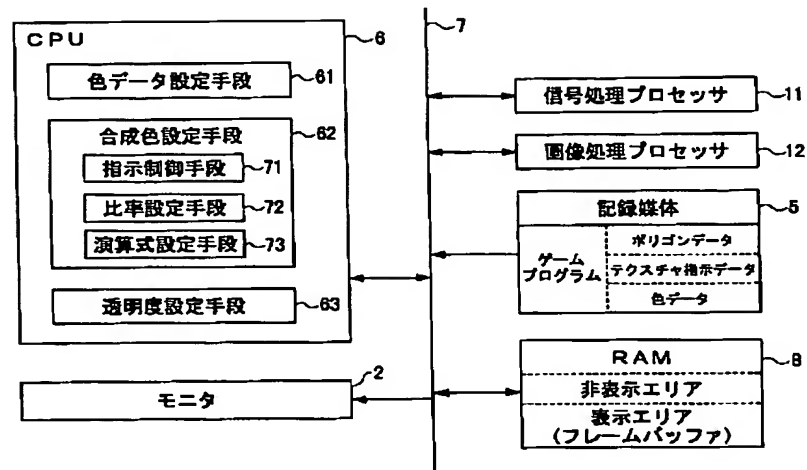 CPU
6
7
色データ設定手段
61
合成色設定手段
62
指示制御手段
71
比率設定手段
72
演算式設定手段
73
透明度設定手段
63
モニタ
2
信号処理プロセッサ
11
画像処理プロセッサ
12
記録媒体
5
ゲーム
プログラム
ポリゴンデータ
テクスチャ指示データ
色データ
RAM
8
非表示エリア
表示エリア
(フレームバッファ)